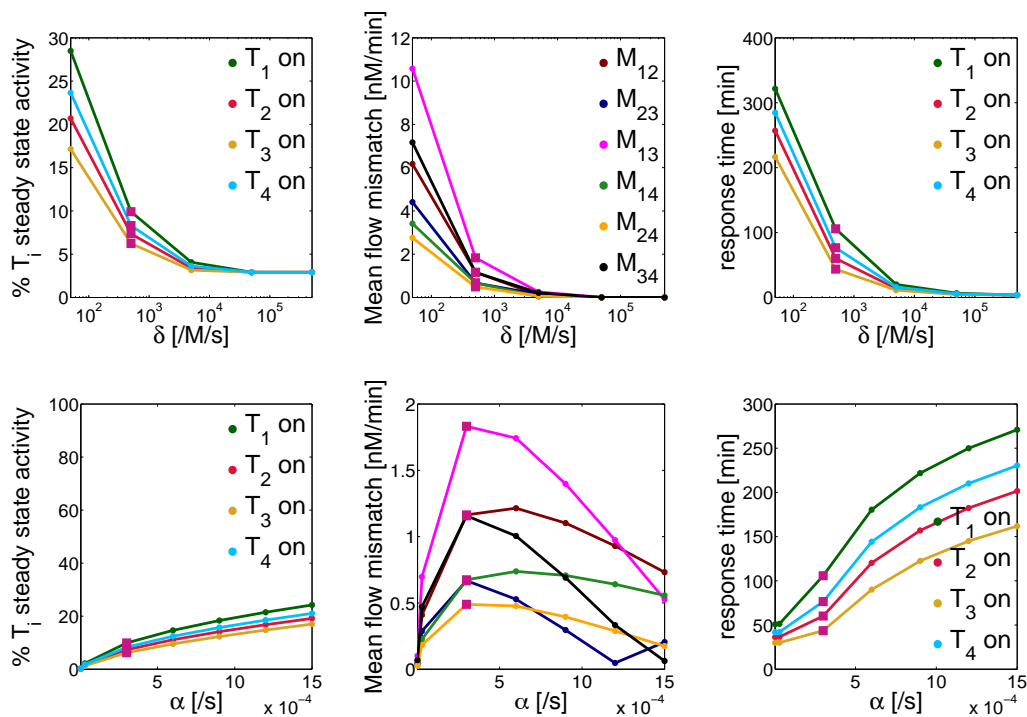 % T_i steady state activity
30
25
20
15
10
5
0
10^2
10^3
10^4
10^5
δ [/M/s]
T_1 on
T_2 on
T_3 on
T_4 on
Mean flow mismatch [nM/min]
12
10
8
6
4
2
0
10^2
10^3
10^4
10^5
δ [/M/s]
M_12
M_23
M_13
M_14
M_24
M_34
response time [min]
400
300
200
100
0
10^2
10^3
10^4
10^5
δ [/M/s]
T_1 on
T_2 on
T_3 on
T_4 on
% T_i steady state activity
100
80
60
40
20
0
0
5
10
15
α [/s]
x 10^-4
T_1 on
T_2 on
T_3 on
T_4 on
Mean flow mismatch [nM/min]
2
1.5
1
0.5
0
0
5
10
15
α [/s]
x 10^-4
response time [min]
300
250
200
150
100
50
0
0
5
10
15
α [/s]
x 10^-4
T_1 on
T_2 on
T_3 on
T_4 on